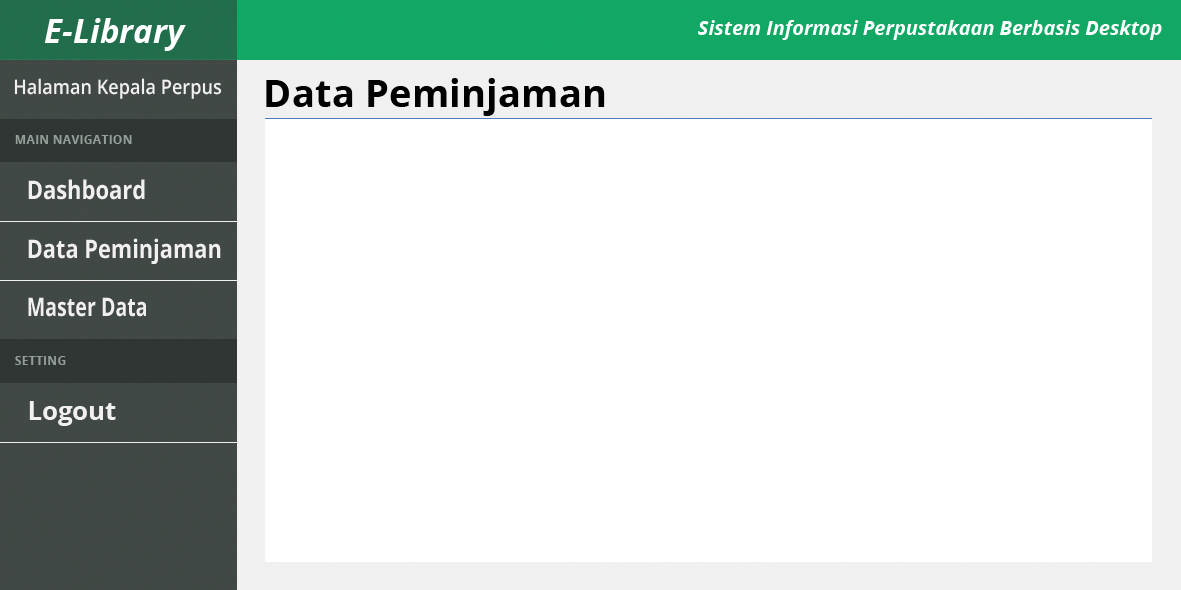 E-Library
Sistem Informasi Perpustakaan Berbasis Desktop
Halaman Kepala Perpus
MAIN NAVIGATION
Dashboard
Data Peminjaman
Master Data
SETTING
Logout
Data Peminjaman